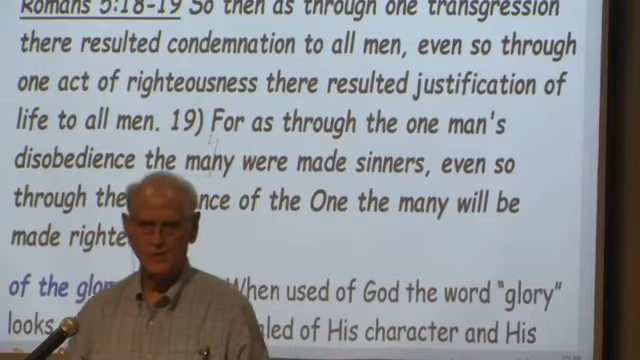 Romans 5:18-19 So then as through one transgression
there resulted condemnation to all men, even so through
one act of righteousness there resulted justification of
life to all men. 19) For as through the one man's
disobedience the many were made sinners, even so
through the nce of the One the many will be
made righte
of the glor When used of God the word "glory"
looks led of His character and His